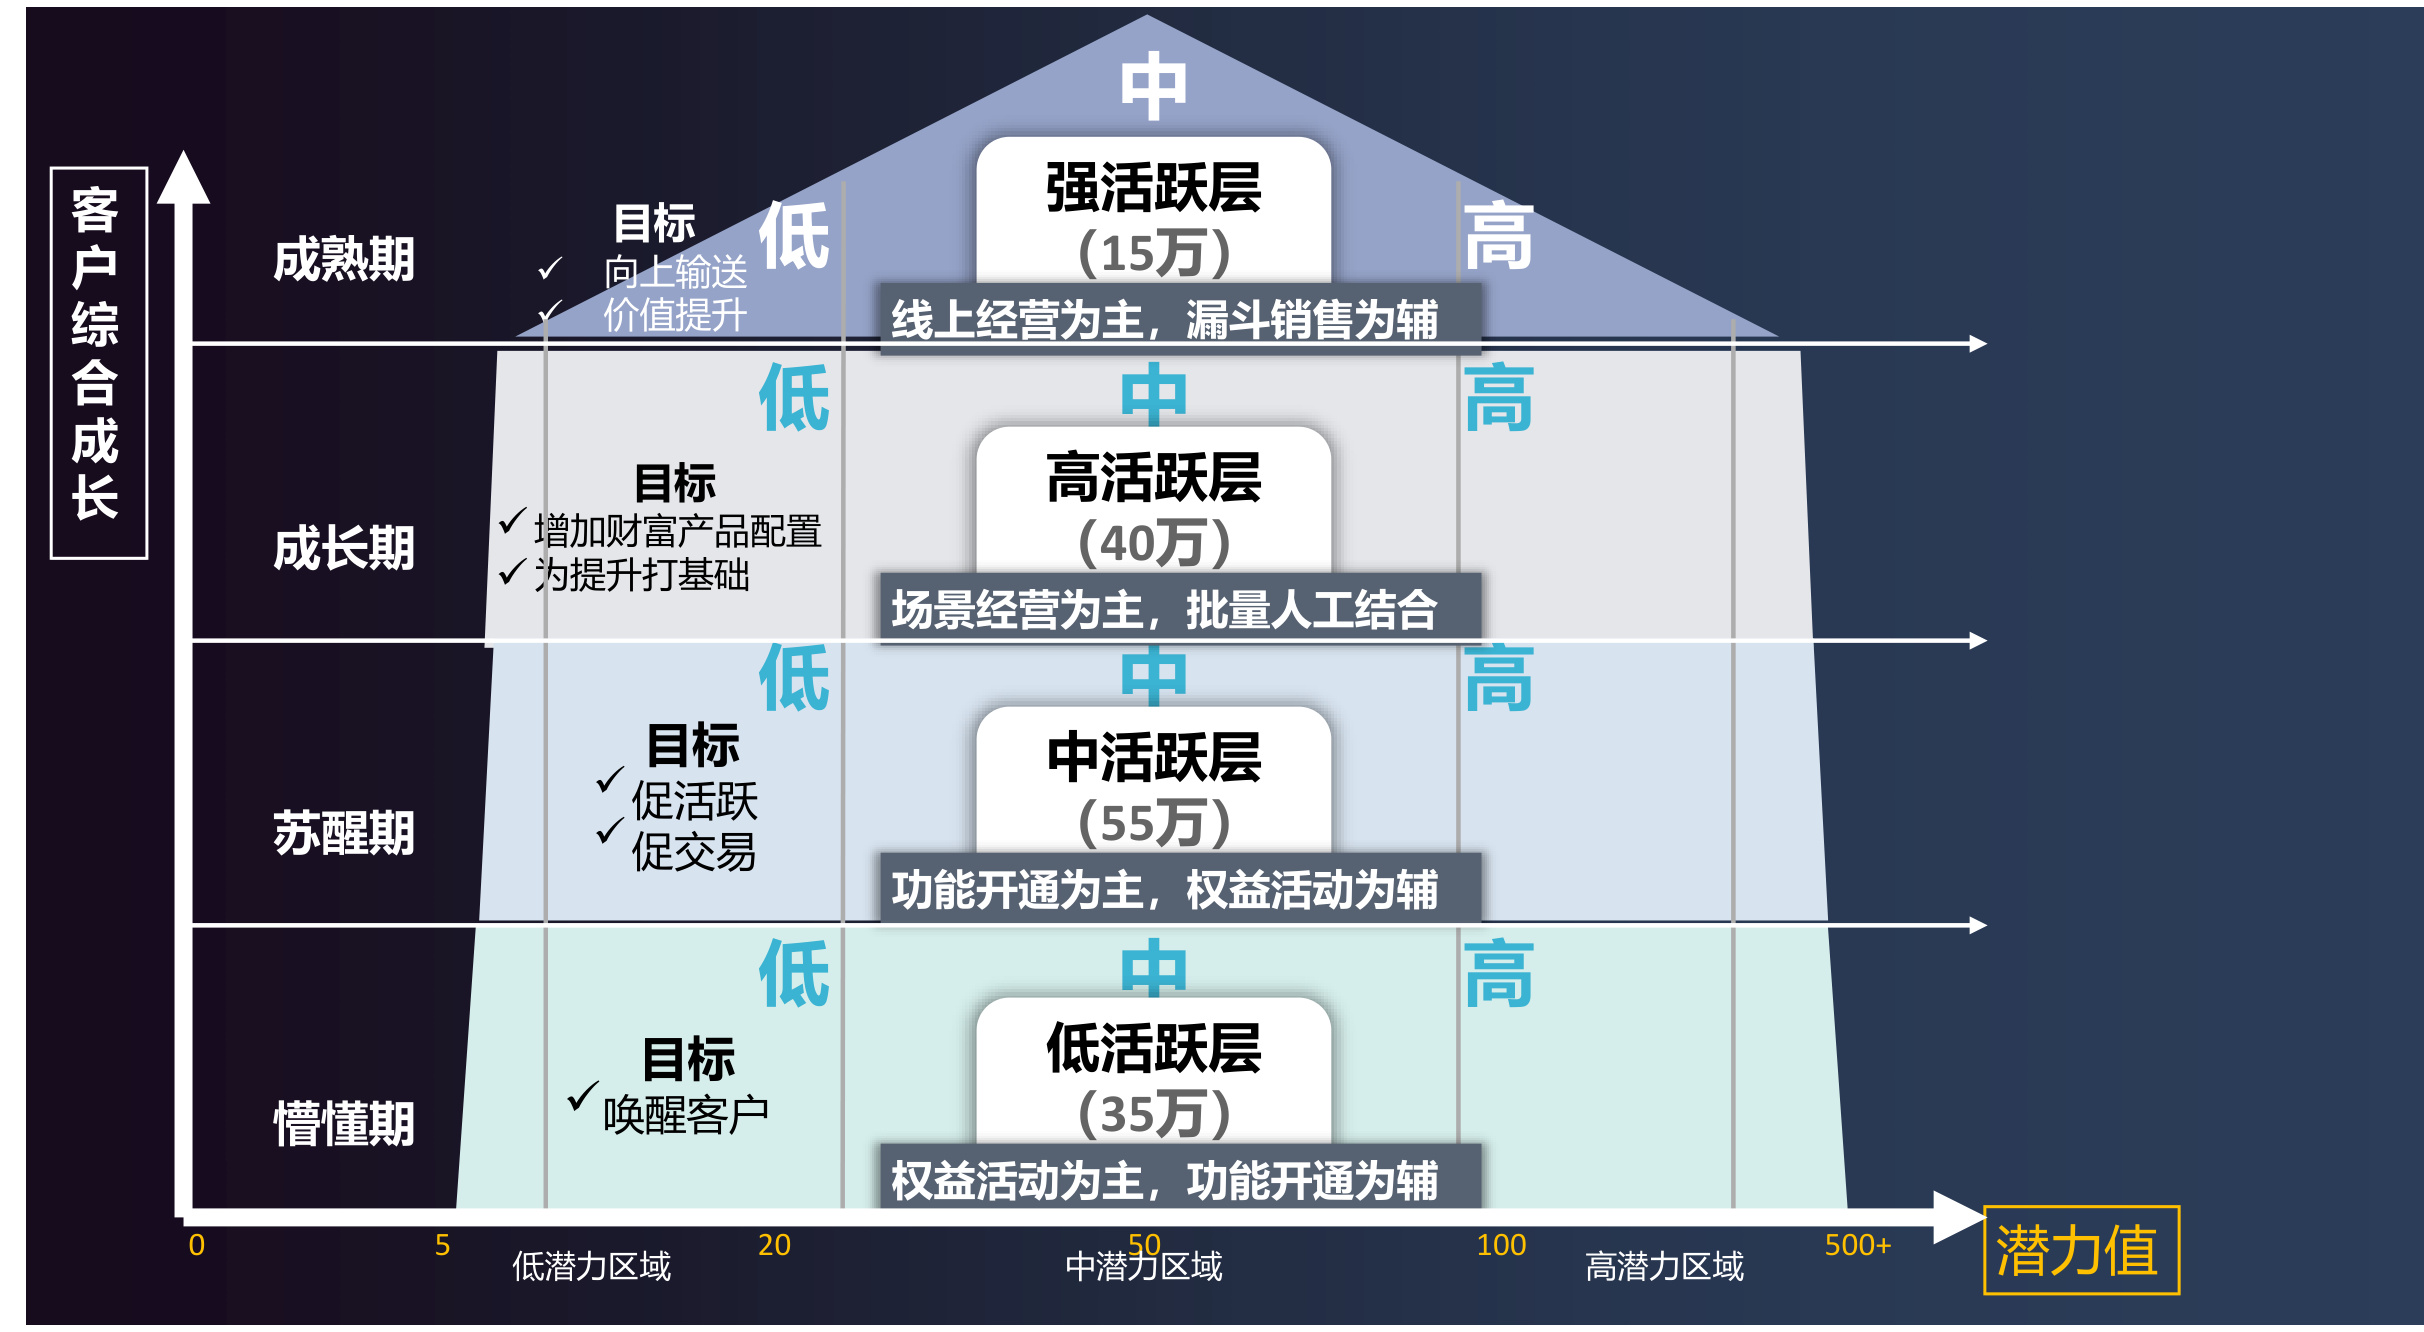 客户综合成长
中
强活跃层
（15万）
低
高
成熟期
目标
✓ 向上输送
✓ 价值提升
线上经营为主，漏斗销售为辅
低
中
高
高活跃层
（40万）
成长期
目标
✓ 增加财富产品配置
✓ 为提升打基础
场景经营为主，批量人工结合
低
中
高
中活跃层
（55万）
苏醒期
目标
✓ 促活跃
✓ 促交易
功能开通为主，权益活动为辅
低
中
高
低活跃层
（35万）
懵懂期
目标
✓ 唤醒客户
权益活动为主，功能开通为辅
0
5
20
50
100
500+
低潜力区域
中潜力区域
高潜力区域
潜力值